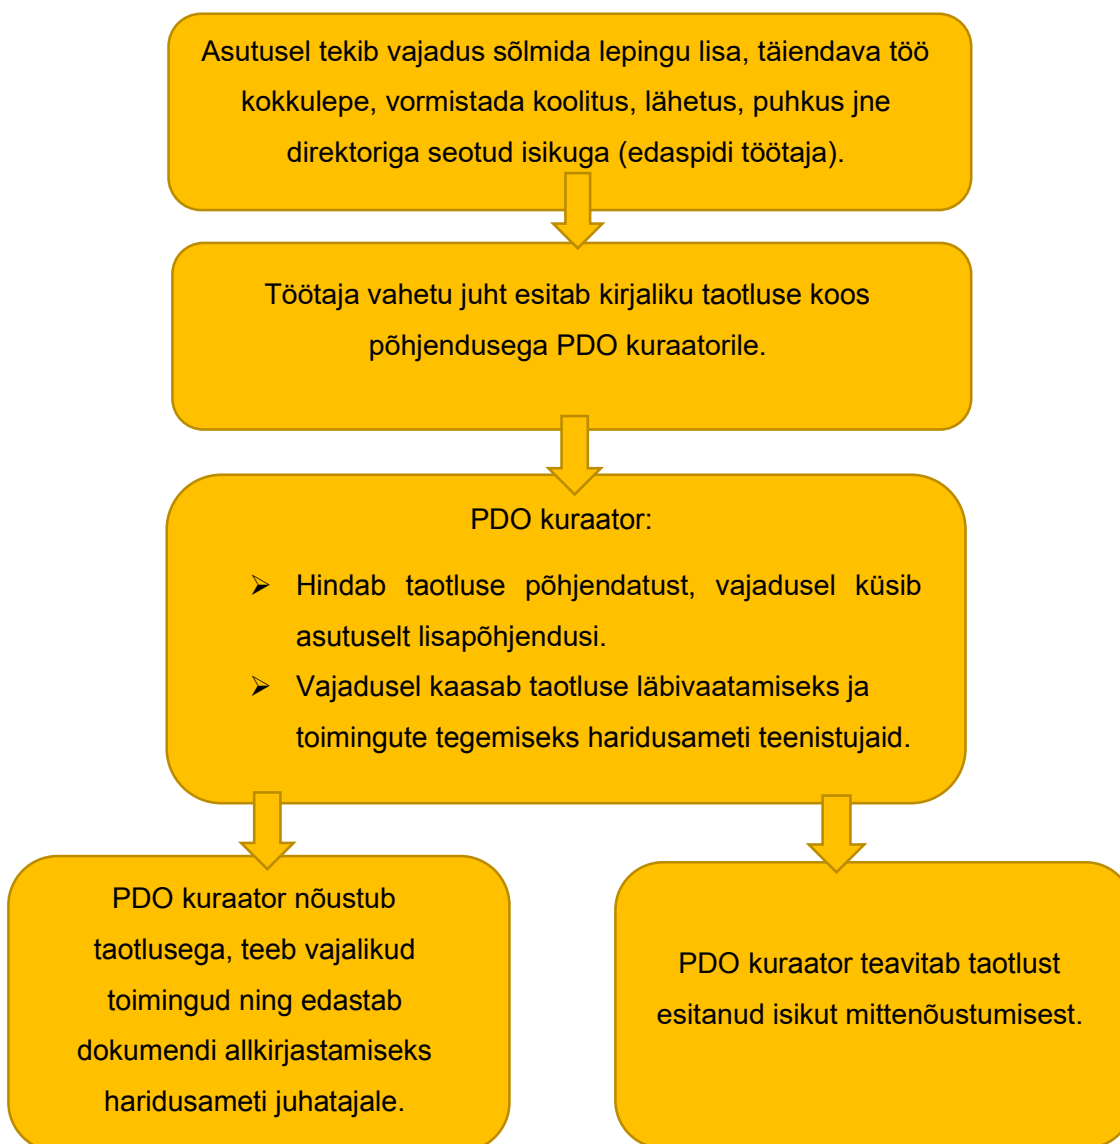 Asutusel tekib vajadus sõlmida lepingu lisa, täiendava töö
kokkulepe, vormistada koolitus, lähetus, puhkus jne
direktoriga seotud isikuga (edaspidi töötaja).
Töötaja vahetu juht esitab kirjaliku taotluse koos
põhjendusega PDO kuraatorile.
PDO kuraator:
➢ Hindab taotluse põhjendatust, vajadusel küsib
asutuselt lisapõhjendusi.
➢ Vajadusel kaasab taotluse läbivaatamiseks ja
toimingute tegemiseks haridusameti teenistujaid.
PDO kuraator nõustub
taotlusega, teeb vajalikud
toimingud ning edastab
dokumendi allkirjastamiseks
haridusameti juhatajale.
PDO kuraator teavitab taotlust
esitanud isikut mittenõustumisest.